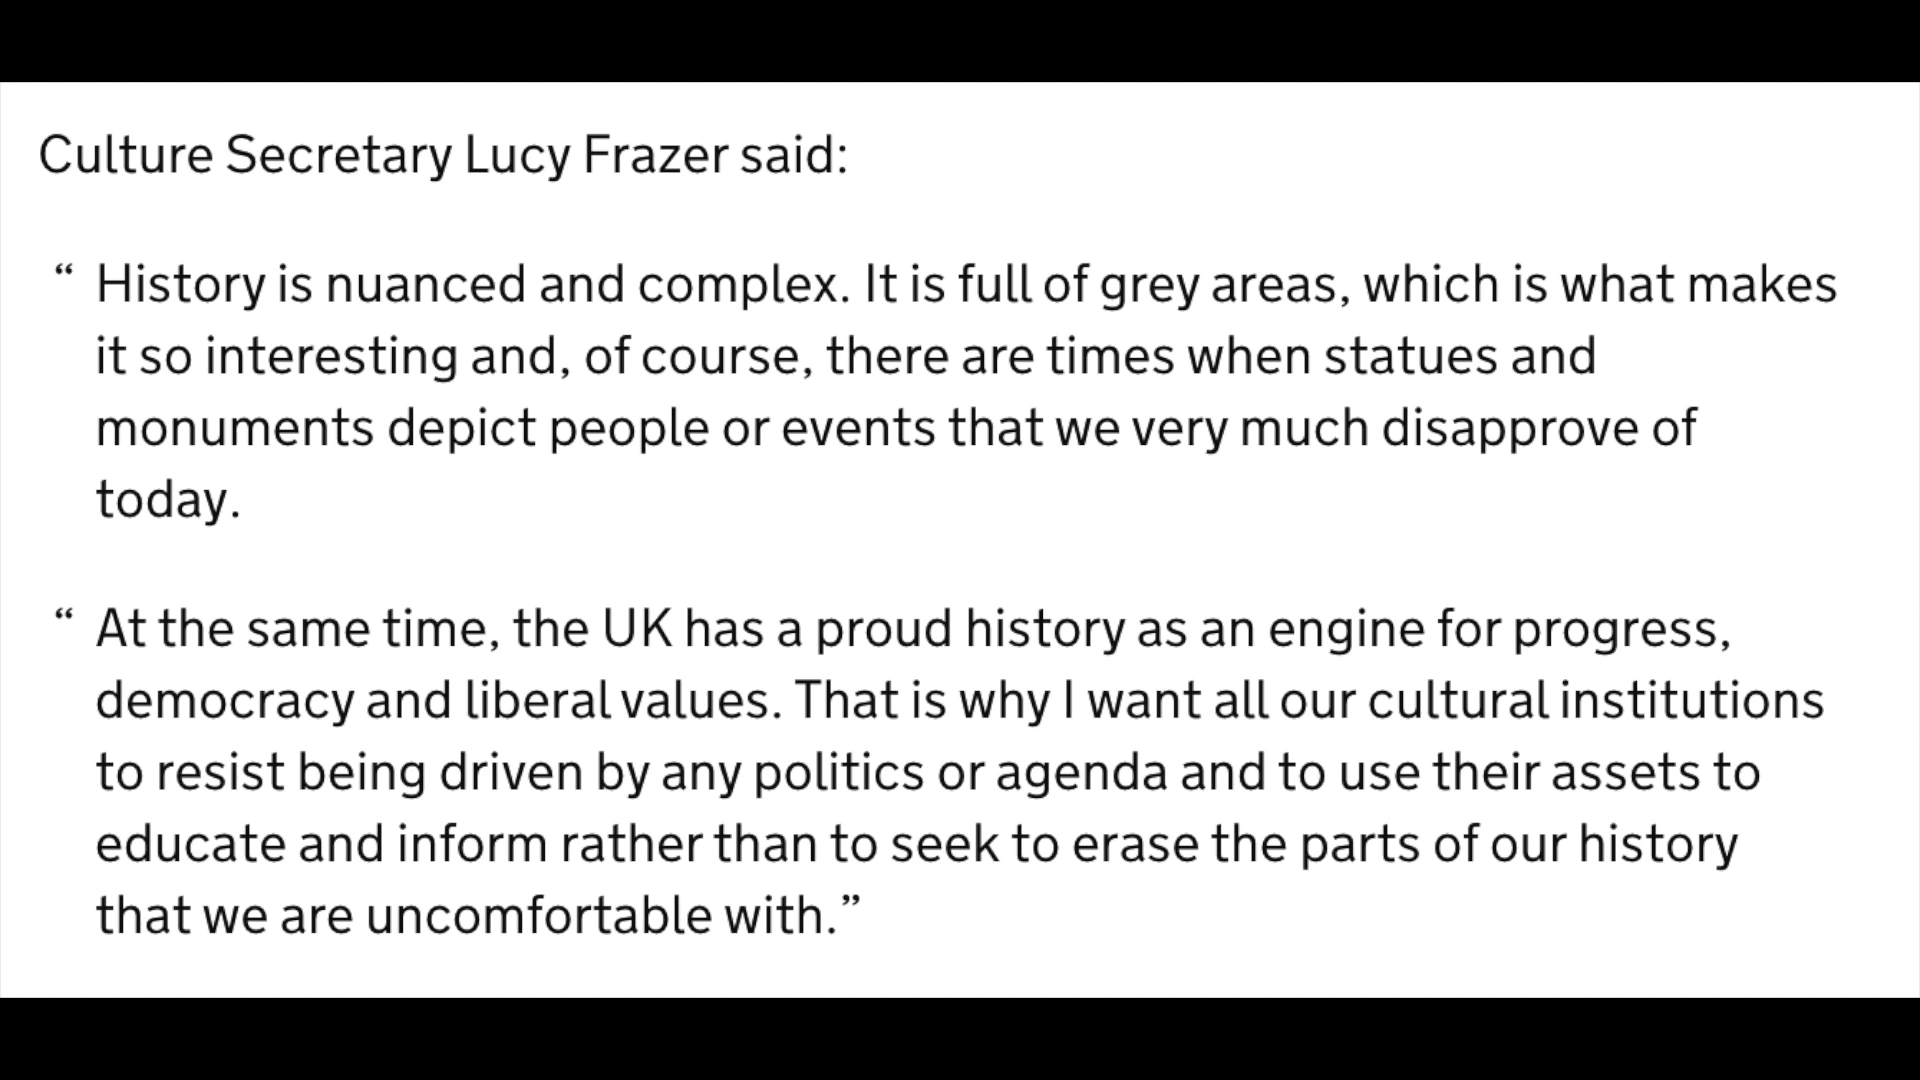 Culture Secretary Lucy Frazer said:
“ History is nuanced and complex. It is full of grey areas, which is what makes
it so interesting and, of course, there are times when statues and
monuments depict people or events that we very much disapprove of
today.
“ At the same time, the UK has a proud history as an engine for progress,
democracy and liberal values. That is why I want all our cultural institutions
to resist being driven by any politics or agenda and to use their assets to
educate and inform rather than to seek to erase the parts of our history
that we are uncomfortable with.”